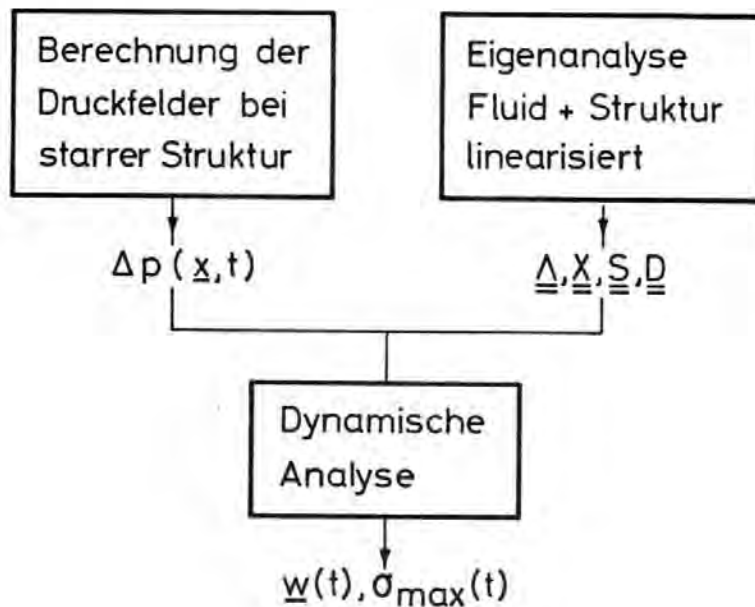 Berechnung der
Druckfelder bei
starrer Struktur
Eigenanalyse
Fluid + Struktur
linearisiert
Δp(x,t)
Λ,X,S,D
Dynamische
Analyse
w(t),σmax(t)